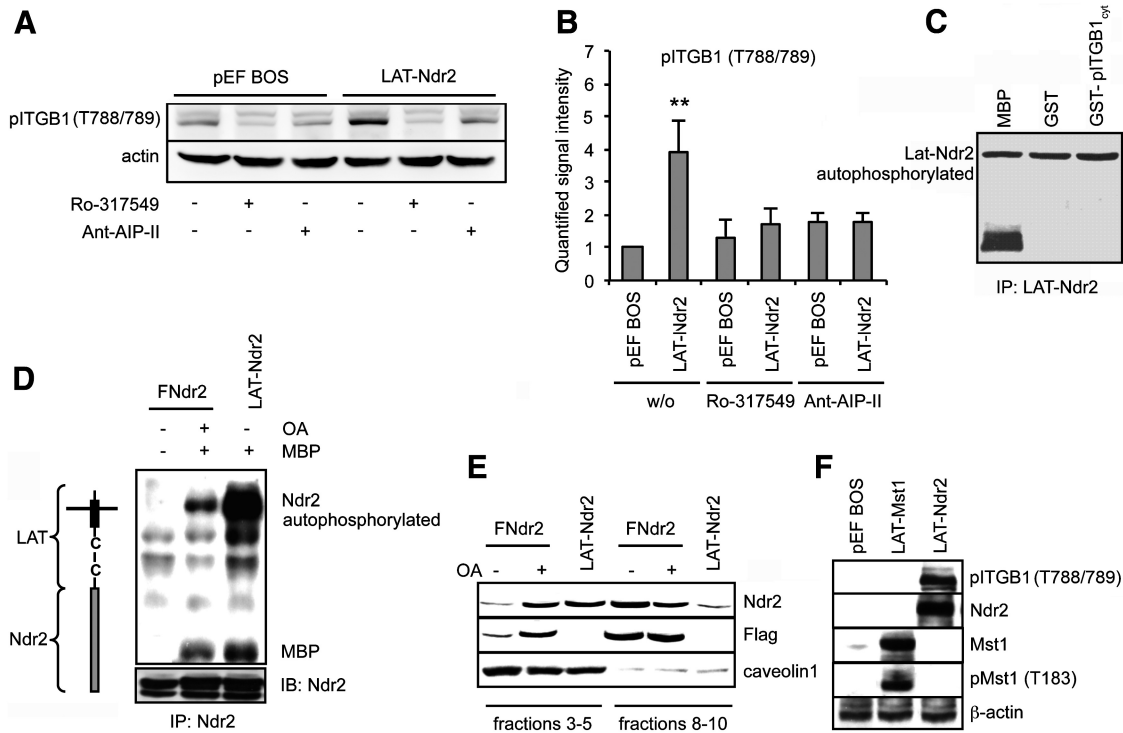 A
pEF BOS LAT-Ndr2
pITGB1 (T788/789)
actin
Ro-317549 - + - - + -
Ant-AIP-II - - + - - +
B
pITGB1 (T788/789)
Quantified signal intensity
7
6
5
4
3
2
1
0
**
pEF BOS LAT-Ndr2 pEF BOS LAT-Ndr2 pEF BOS LAT-Ndr2
w/o Ro-317549 Ant-AIP-II
C
MBP GST GST-pITGB1cyt
Lat-Ndr2
autophosphorylated
IP: LAT-Ndr2
D
FNdr2 LAT-Ndr2
- + - OA
- + + MBP
Ndr2
autophosphorylated
LAT
C
C
Ndr2
MBP
IB: Ndr2
IP: Ndr2
E
FNdr2 LAT-Ndr2 FNdr2 LAT-Ndr2
OA - + - +
Ndr2
Flag
caveolin1
fractions 3-5 fractions 8-10
F
pEF BOS LAT-Mst1 LAT-Ndr2
pITGB1 (T788/789)
Ndr2
Mst1
pMst1 (T183)
β-actin